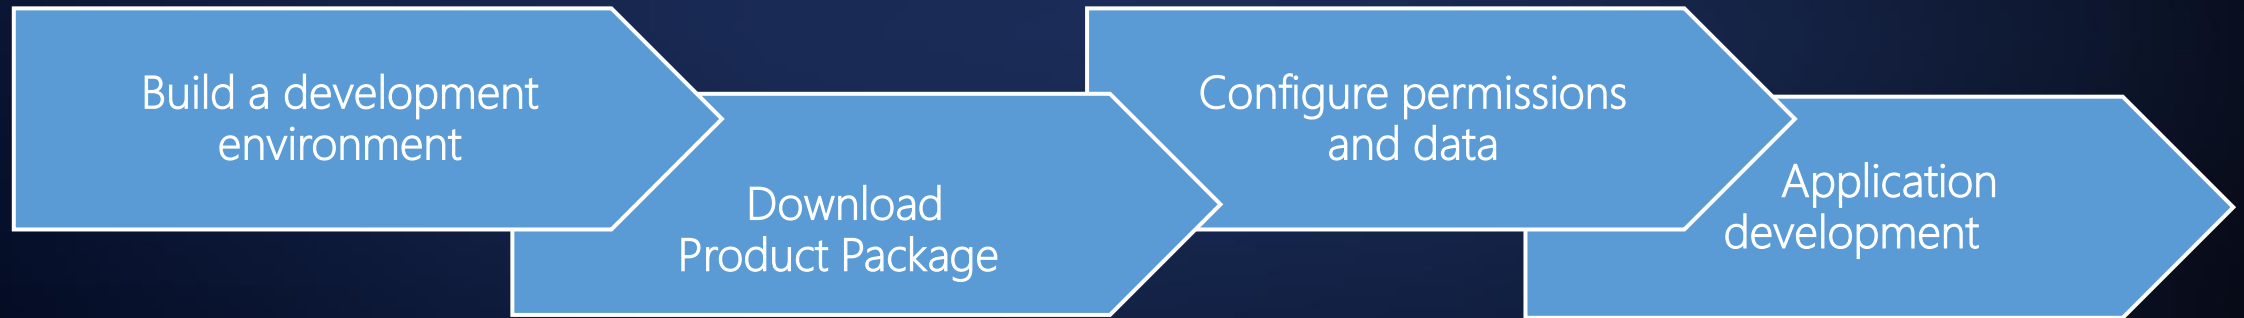 Build a development
environment
Download
Product Package
Configure permissions
and data
Application
development